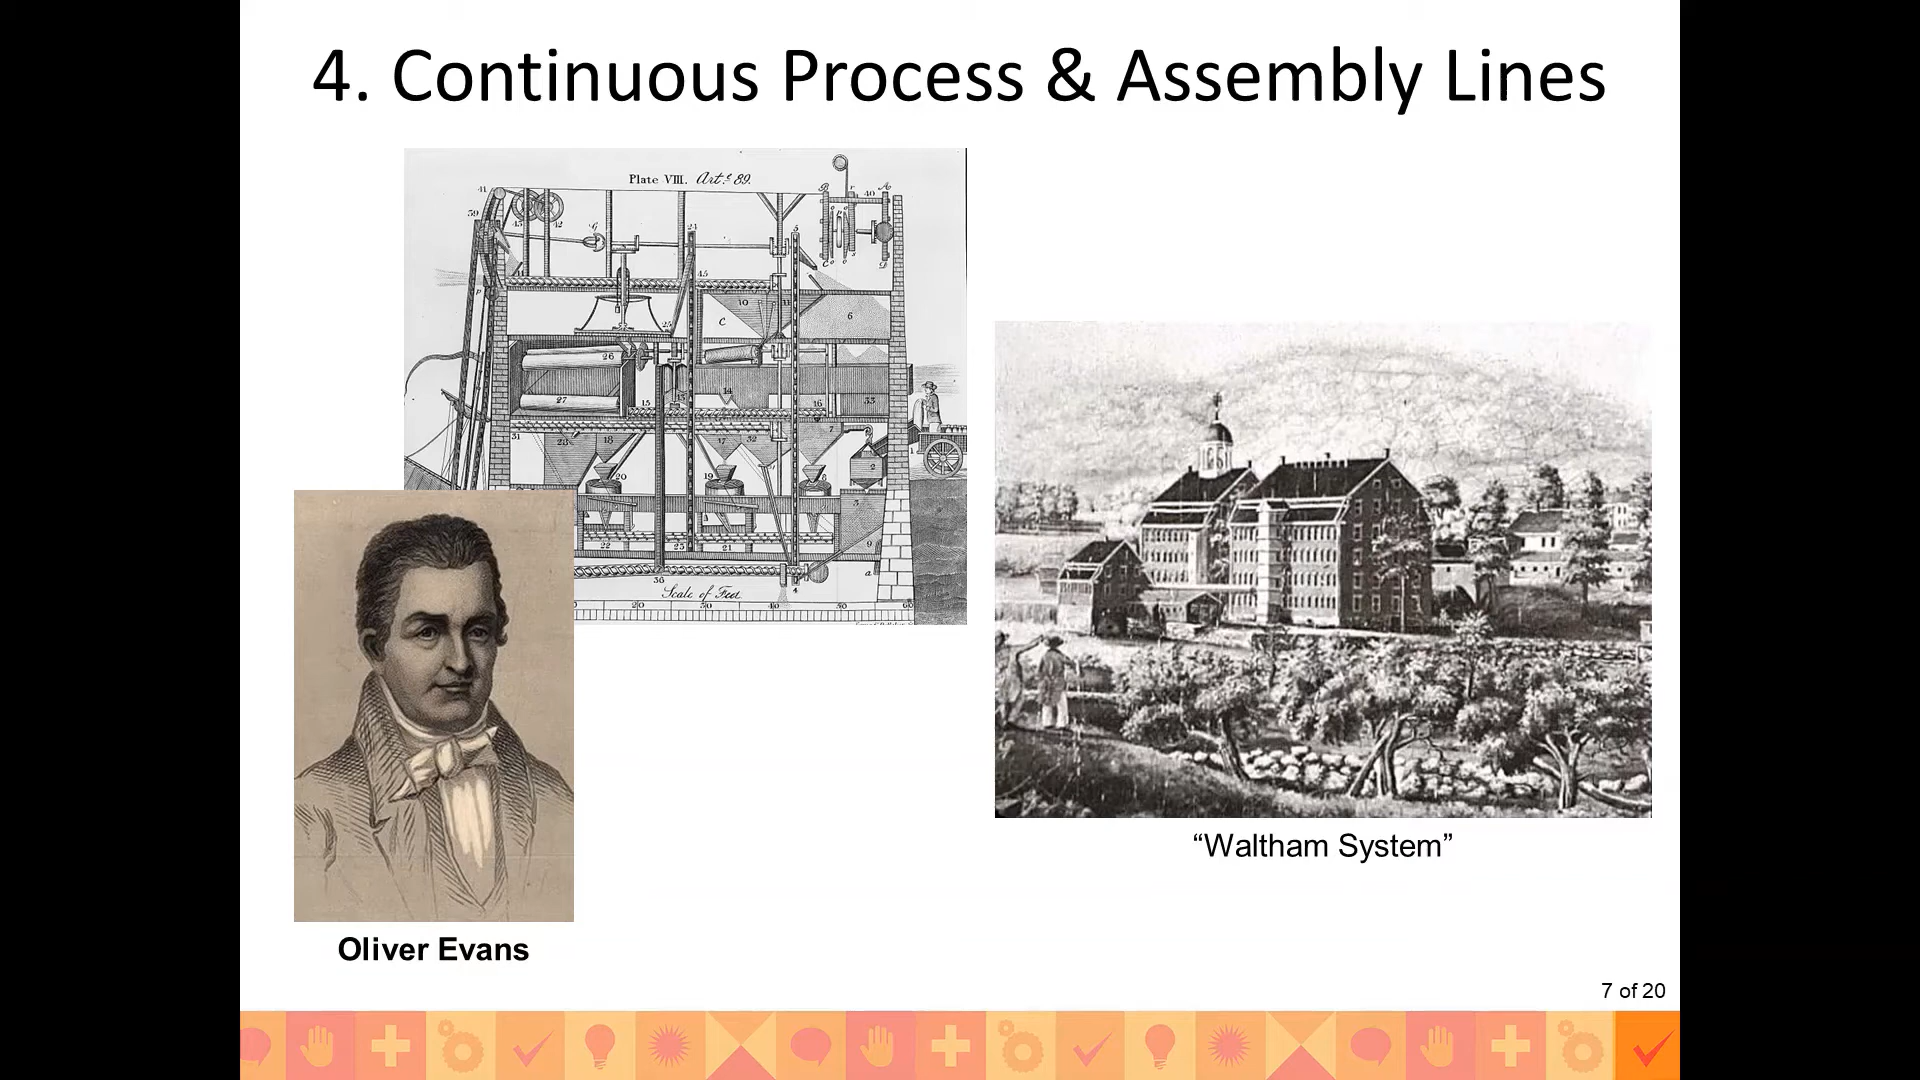 4. Continuous Process & Assembly Lines
Plate VIII. Art.s 89.
Scale of Feet
“Waltham System”
Oliver Evans
7 of 20